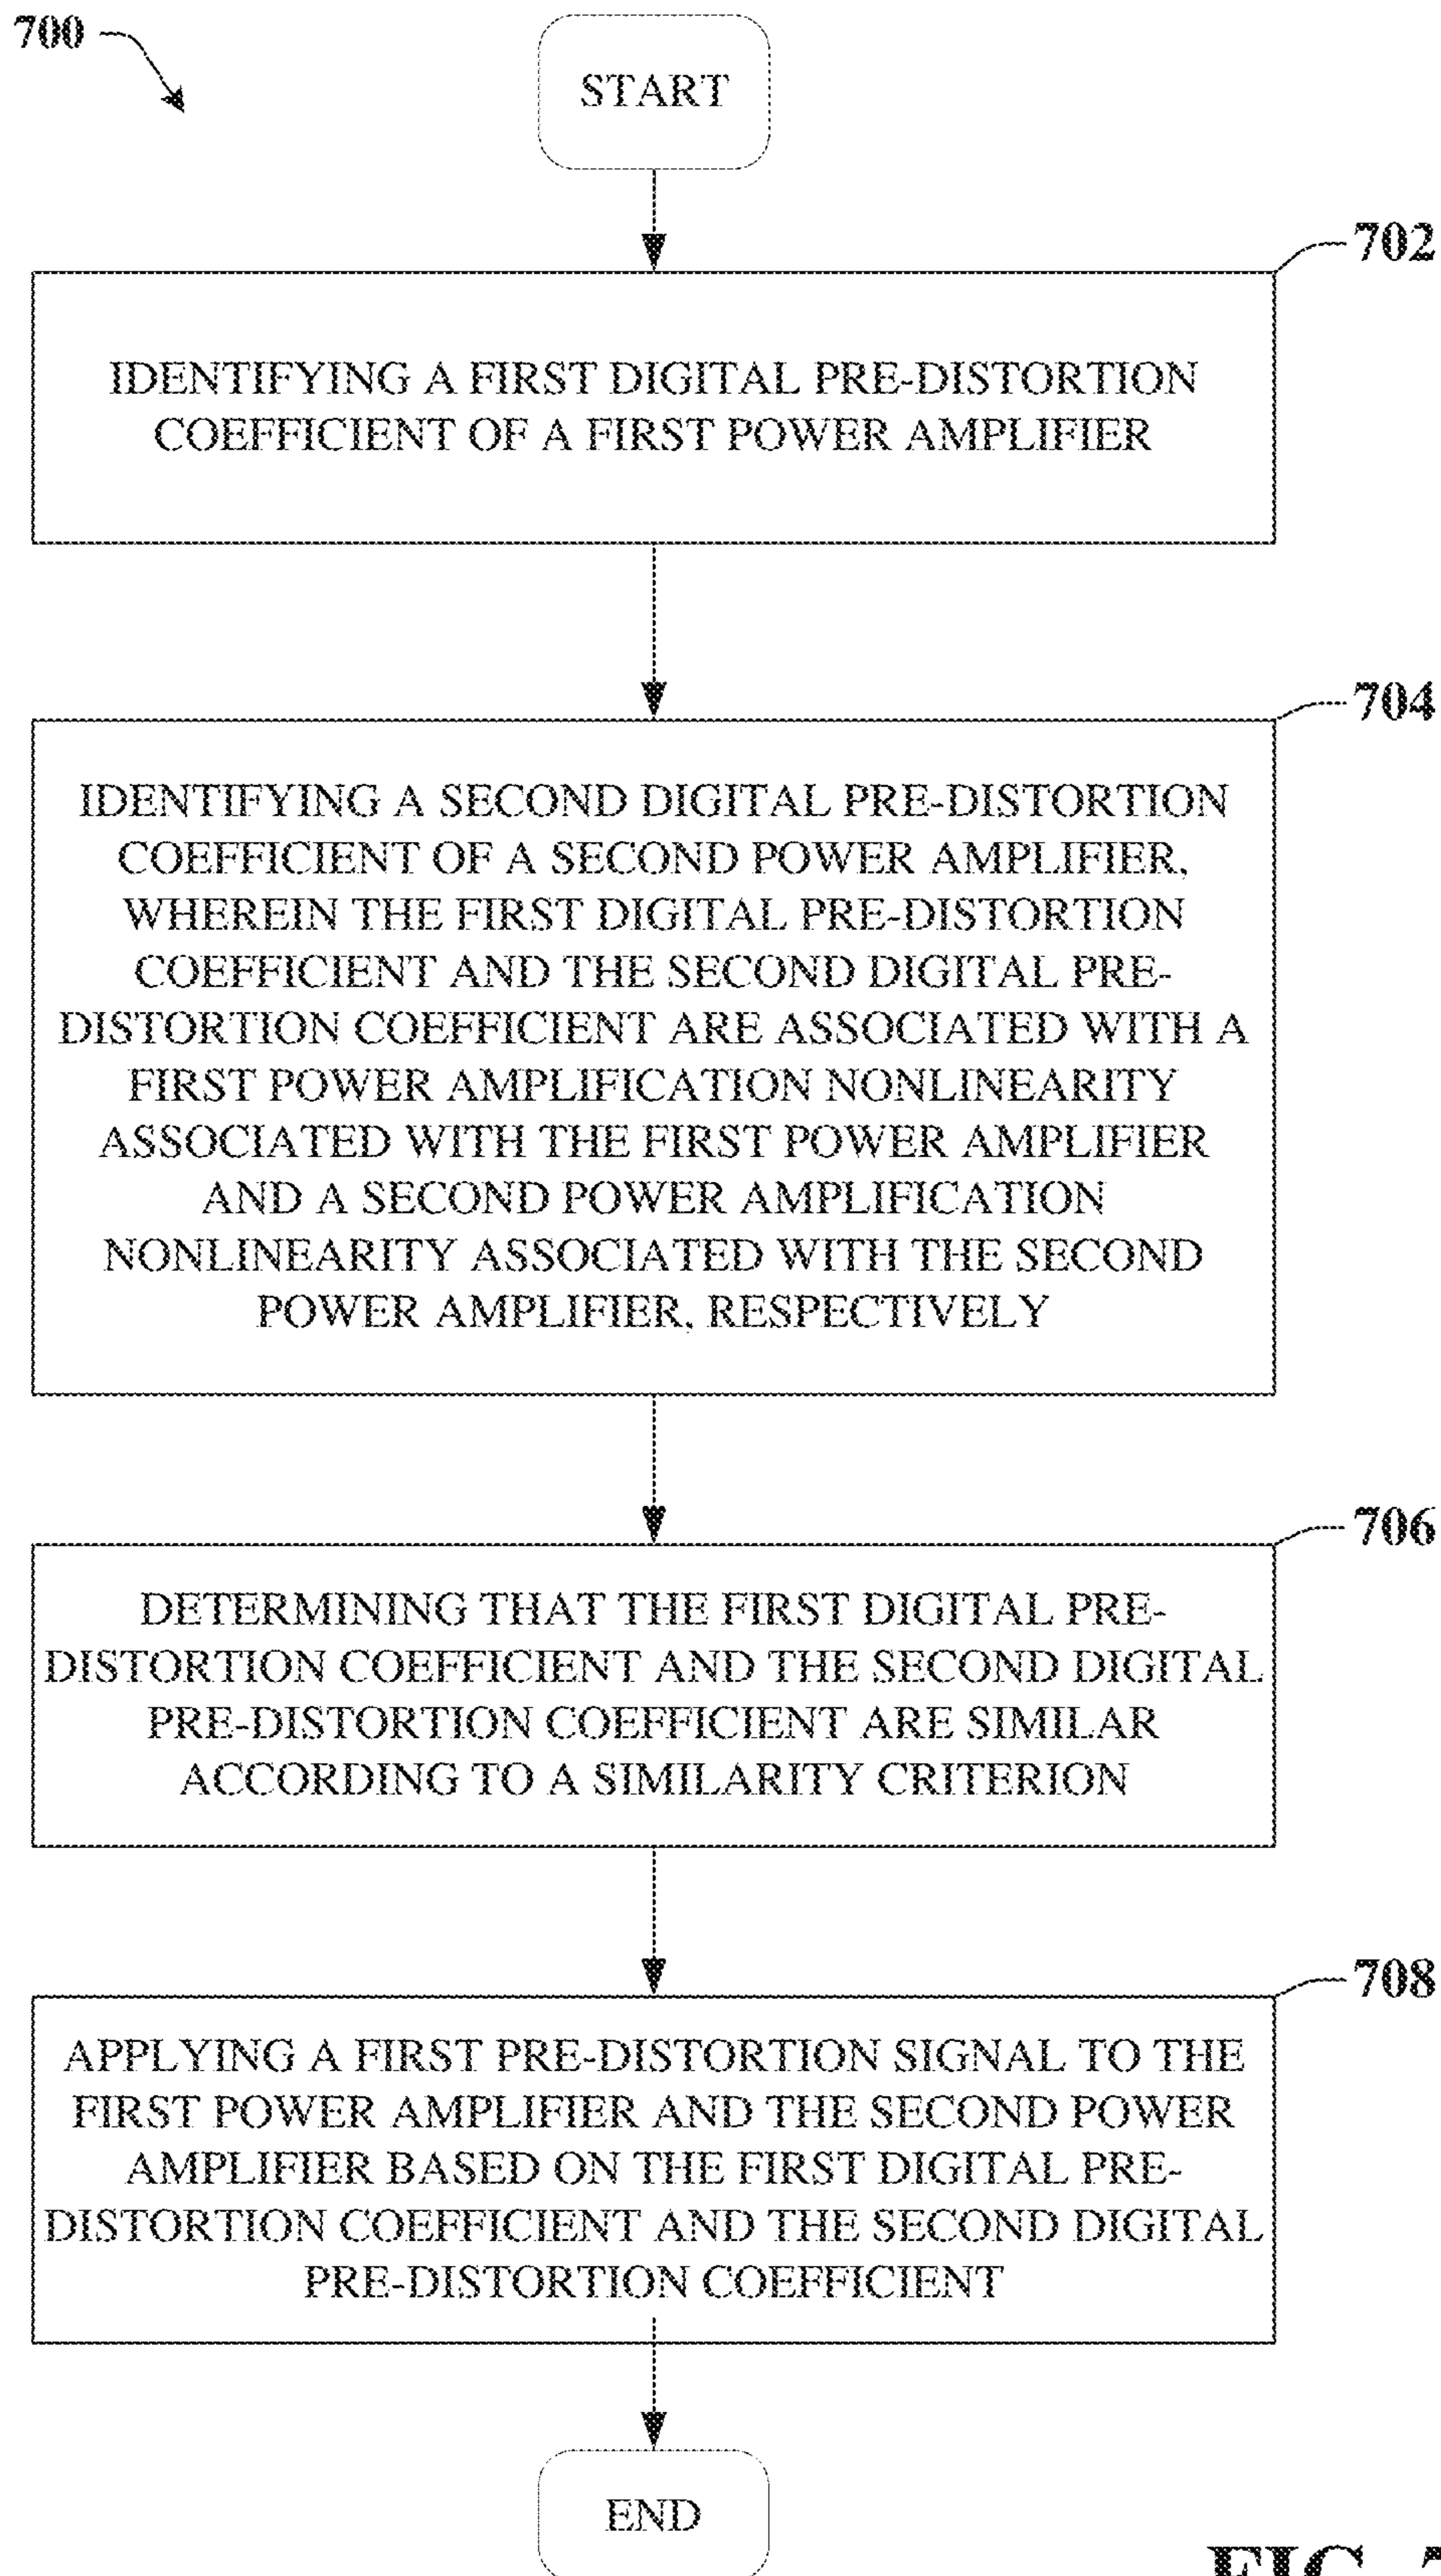 700
START
702
IDENTIFYING A FIRST DIGITAL PRE-DISTORTION
COEFFICIENT OF A FIRST POWER AMPLIFIER
704
IDENTIFYING A SECOND DIGITAL PRE-DISTORTION
COEFFICIENT OF A SECOND POWER AMPLIFIER,
WHEREIN THE FIRST DIGITAL PRE-DISTORTION
COEFFICIENT AND THE SECOND DIGITAL PRE-
DISTORTION COEFFICIENT ARE ASSOCIATED WITH A
FIRST POWER AMPLIFICATION NONLINEARITY
ASSOCIATED WITH THE FIRST POWER AMPLIFIER
AND A SECOND POWER AMPLIFICATION
NONLINEARITY ASSOCIATED WITH THE SECOND
POWER AMPLIFIER, RESPECTIVELY
706
DETERMINING THAT THE FIRST DIGITAL PRE-
DISTORTION COEFFICIENT AND THE SECOND DIGITAL
PRE-DISTORTION COEFFICIENT ARE SIMILAR
ACCORDING TO A SIMILARITY CRITERION
708
APPLYING A FIRST PRE-DISTORTION SIGNAL TO THE
FIRST POWER AMPLIFIER AND THE SECOND POWER
AMPLIFIER BASED ON THE FIRST DIGITAL PRE-
DISTORTION COEFFICIENT AND THE SECOND DIGITAL
PRE-DISTORTION COEFFICIENT
END
FIG. 7